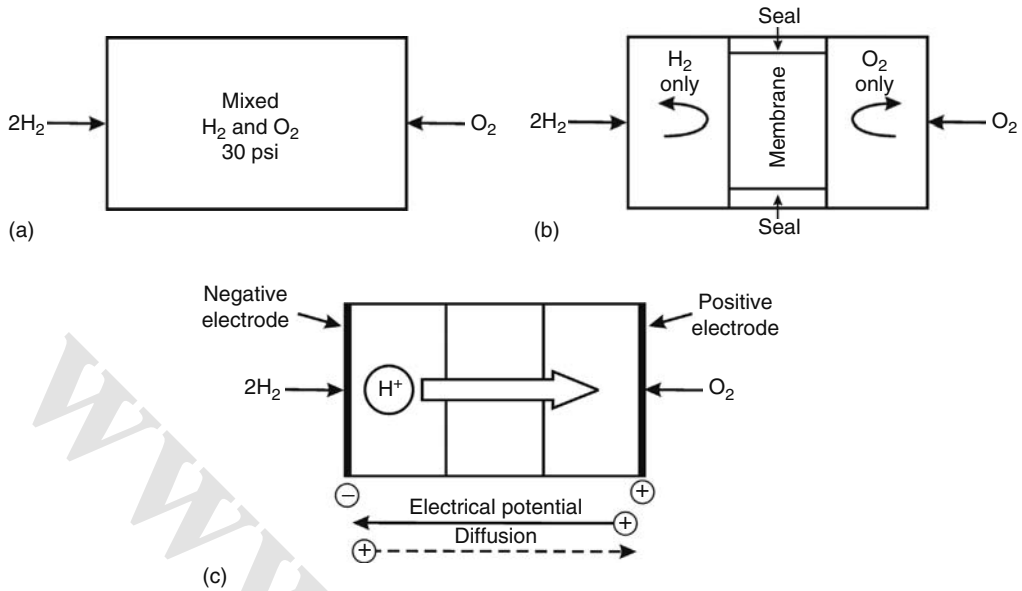 Mixed
H₂ and O₂
30 psi
2H₂
O₂
(a)
Seal
H₂
only
Membrane
O₂
only
2H₂
O₂
Seal
(b)
Negative
electrode
Positive
electrode
2H₂
H⁺
O₂
−
+
Electrical potential
+
Diffusion
+
(c)
WWW